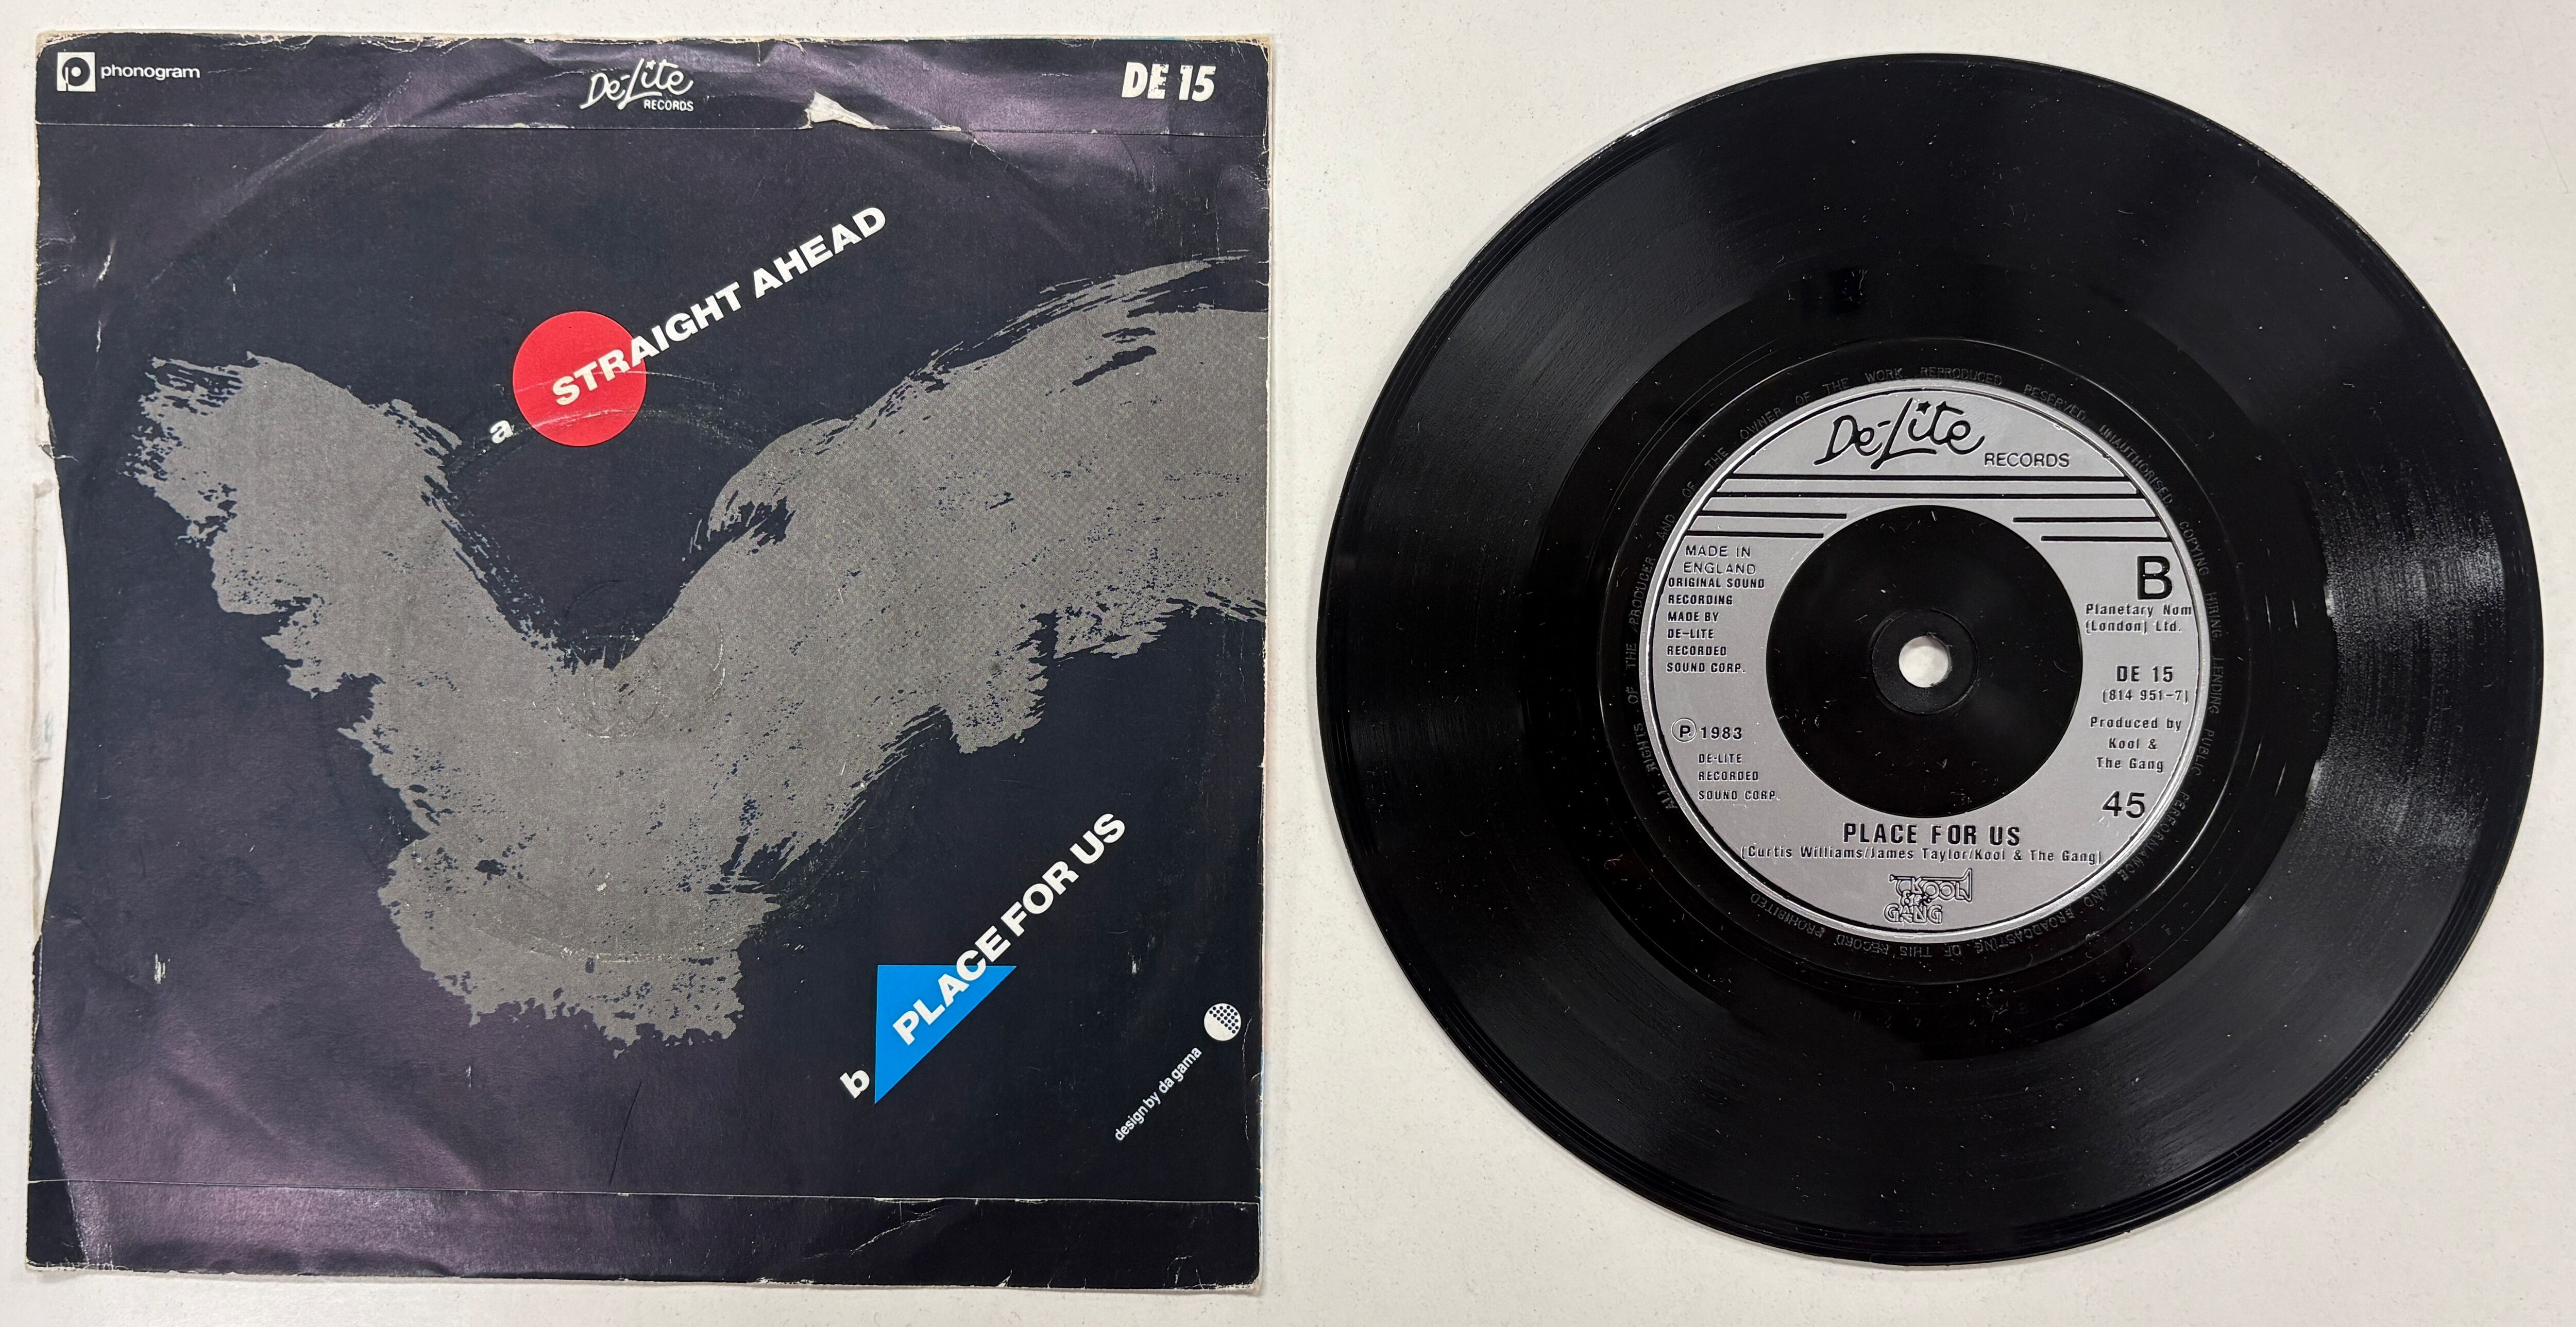 phonogram
De-Lite
RECORDS
DE 15
a STRAIGHT AHEAD
b PLACE FOR US
design by da gama
De-Lite RECORDS
MADE IN
ENGLAND
ORIGINAL SOUND
RECORDING
MADE BY
DE-LITE
RECORDED
SOUND CORP.
Ⓟ 1983
DE-LITE
RECORDED
SOUND CORP.
B
Planetary Nom
(London) Ltd.
DE 15
(814 951-7)
Produced by
Kool &
The Gang
45
PLACE FOR US
(Curtis Williams/James Taylor/Kool & The Gang)
KOOL
& THE
GANG
ALL RIGHTS OF THE PRODUCER AND OF THE OWNER OF THE WORK REPRODUCED RESERVED UNAUTHORISED COPYING HIRING LENDING PUBLIC PERFORMANCE AND BROADCASTING OF THIS RECORD PROHIBITED